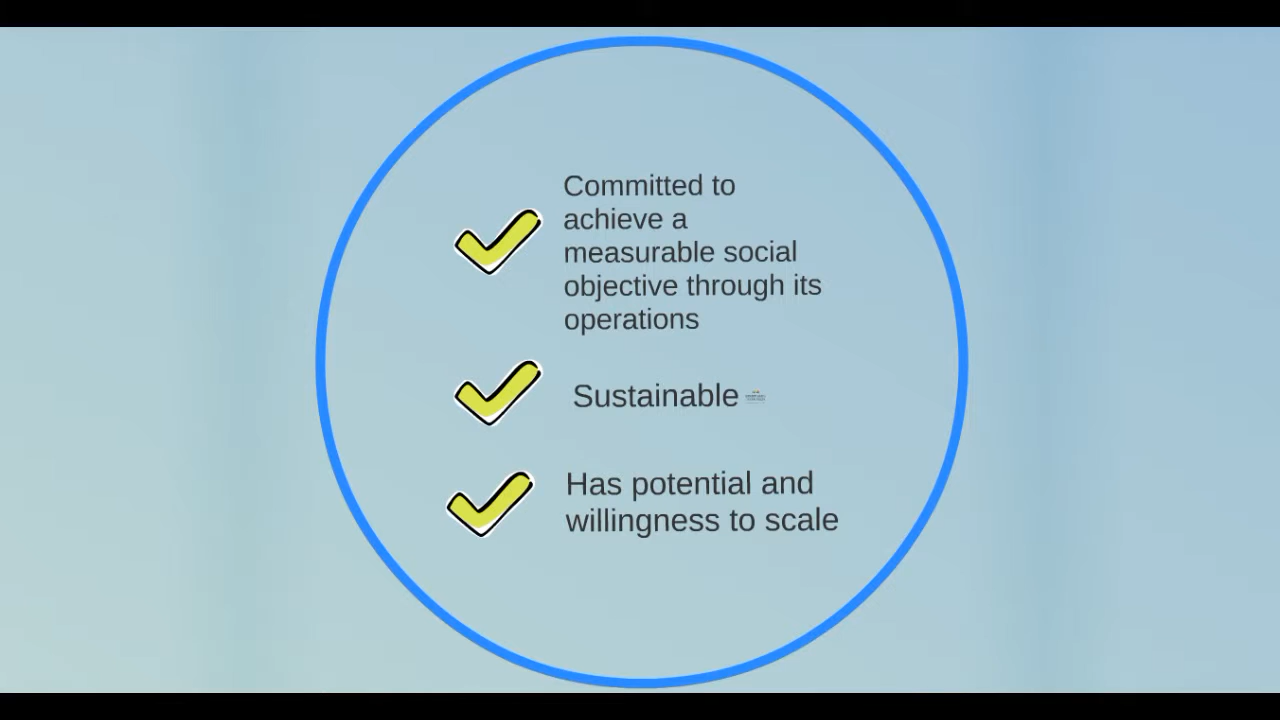 Committed to
achieve a
measurable social
objective through its
operations
Sustainable
Has potential and
willingness to scale